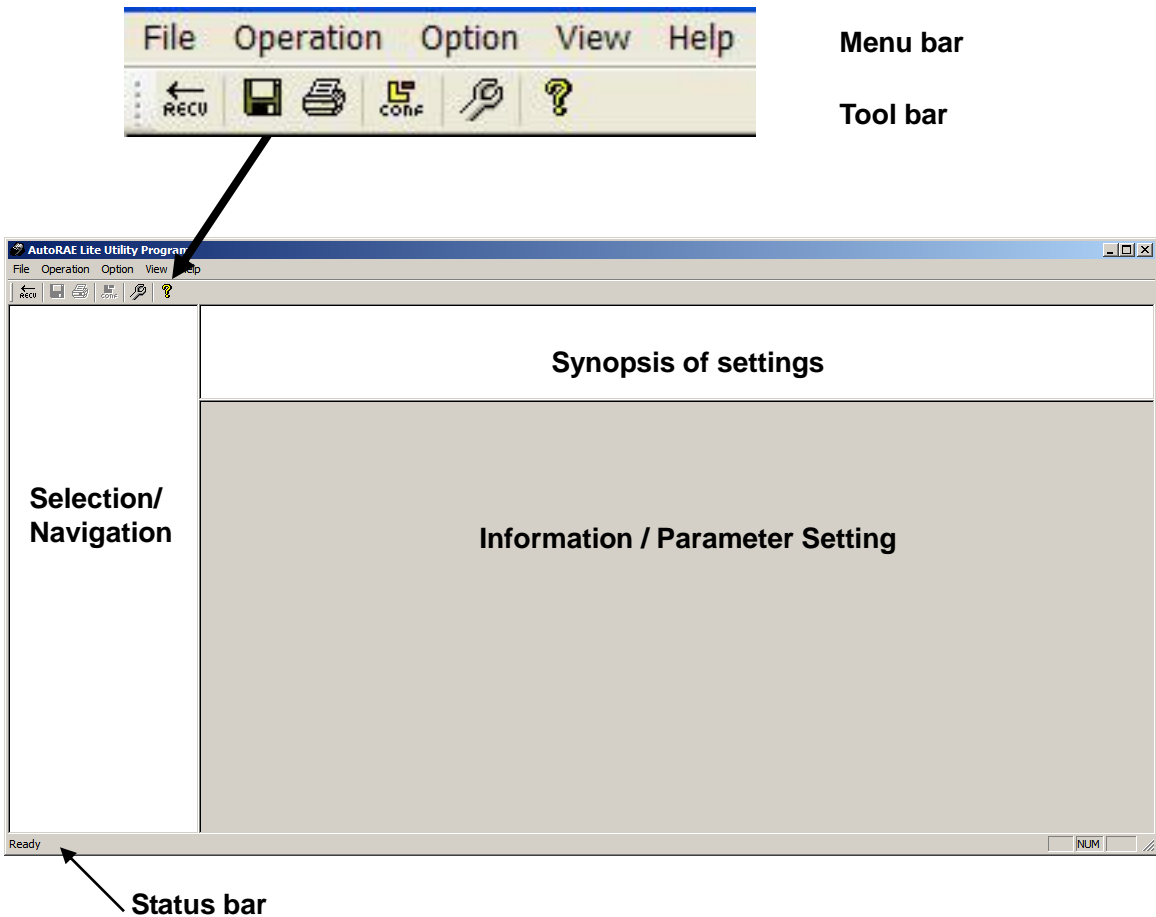 File Operation Option View Help
Menu bar
RECV CONF
Tool bar
AutoRAE Lite Utility Program
File Operation Option View Help
RECV CONF
Synopsis of settings
Selection/
Navigation
Information / Parameter Setting
Ready NUM
Status bar